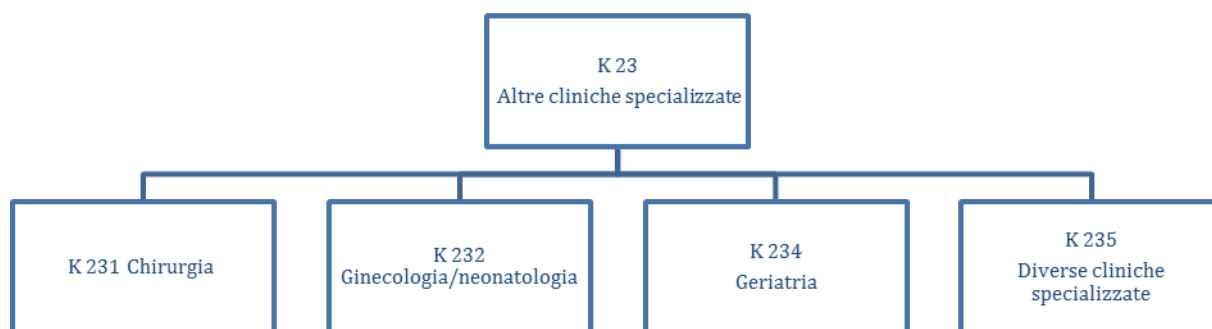 K 23
Altre cliniche specializzate
K 231 Chirurgia
K 232
Ginecologia/neonatologia
K 234
Geriatria
K 235
Diverse cliniche
specializzate